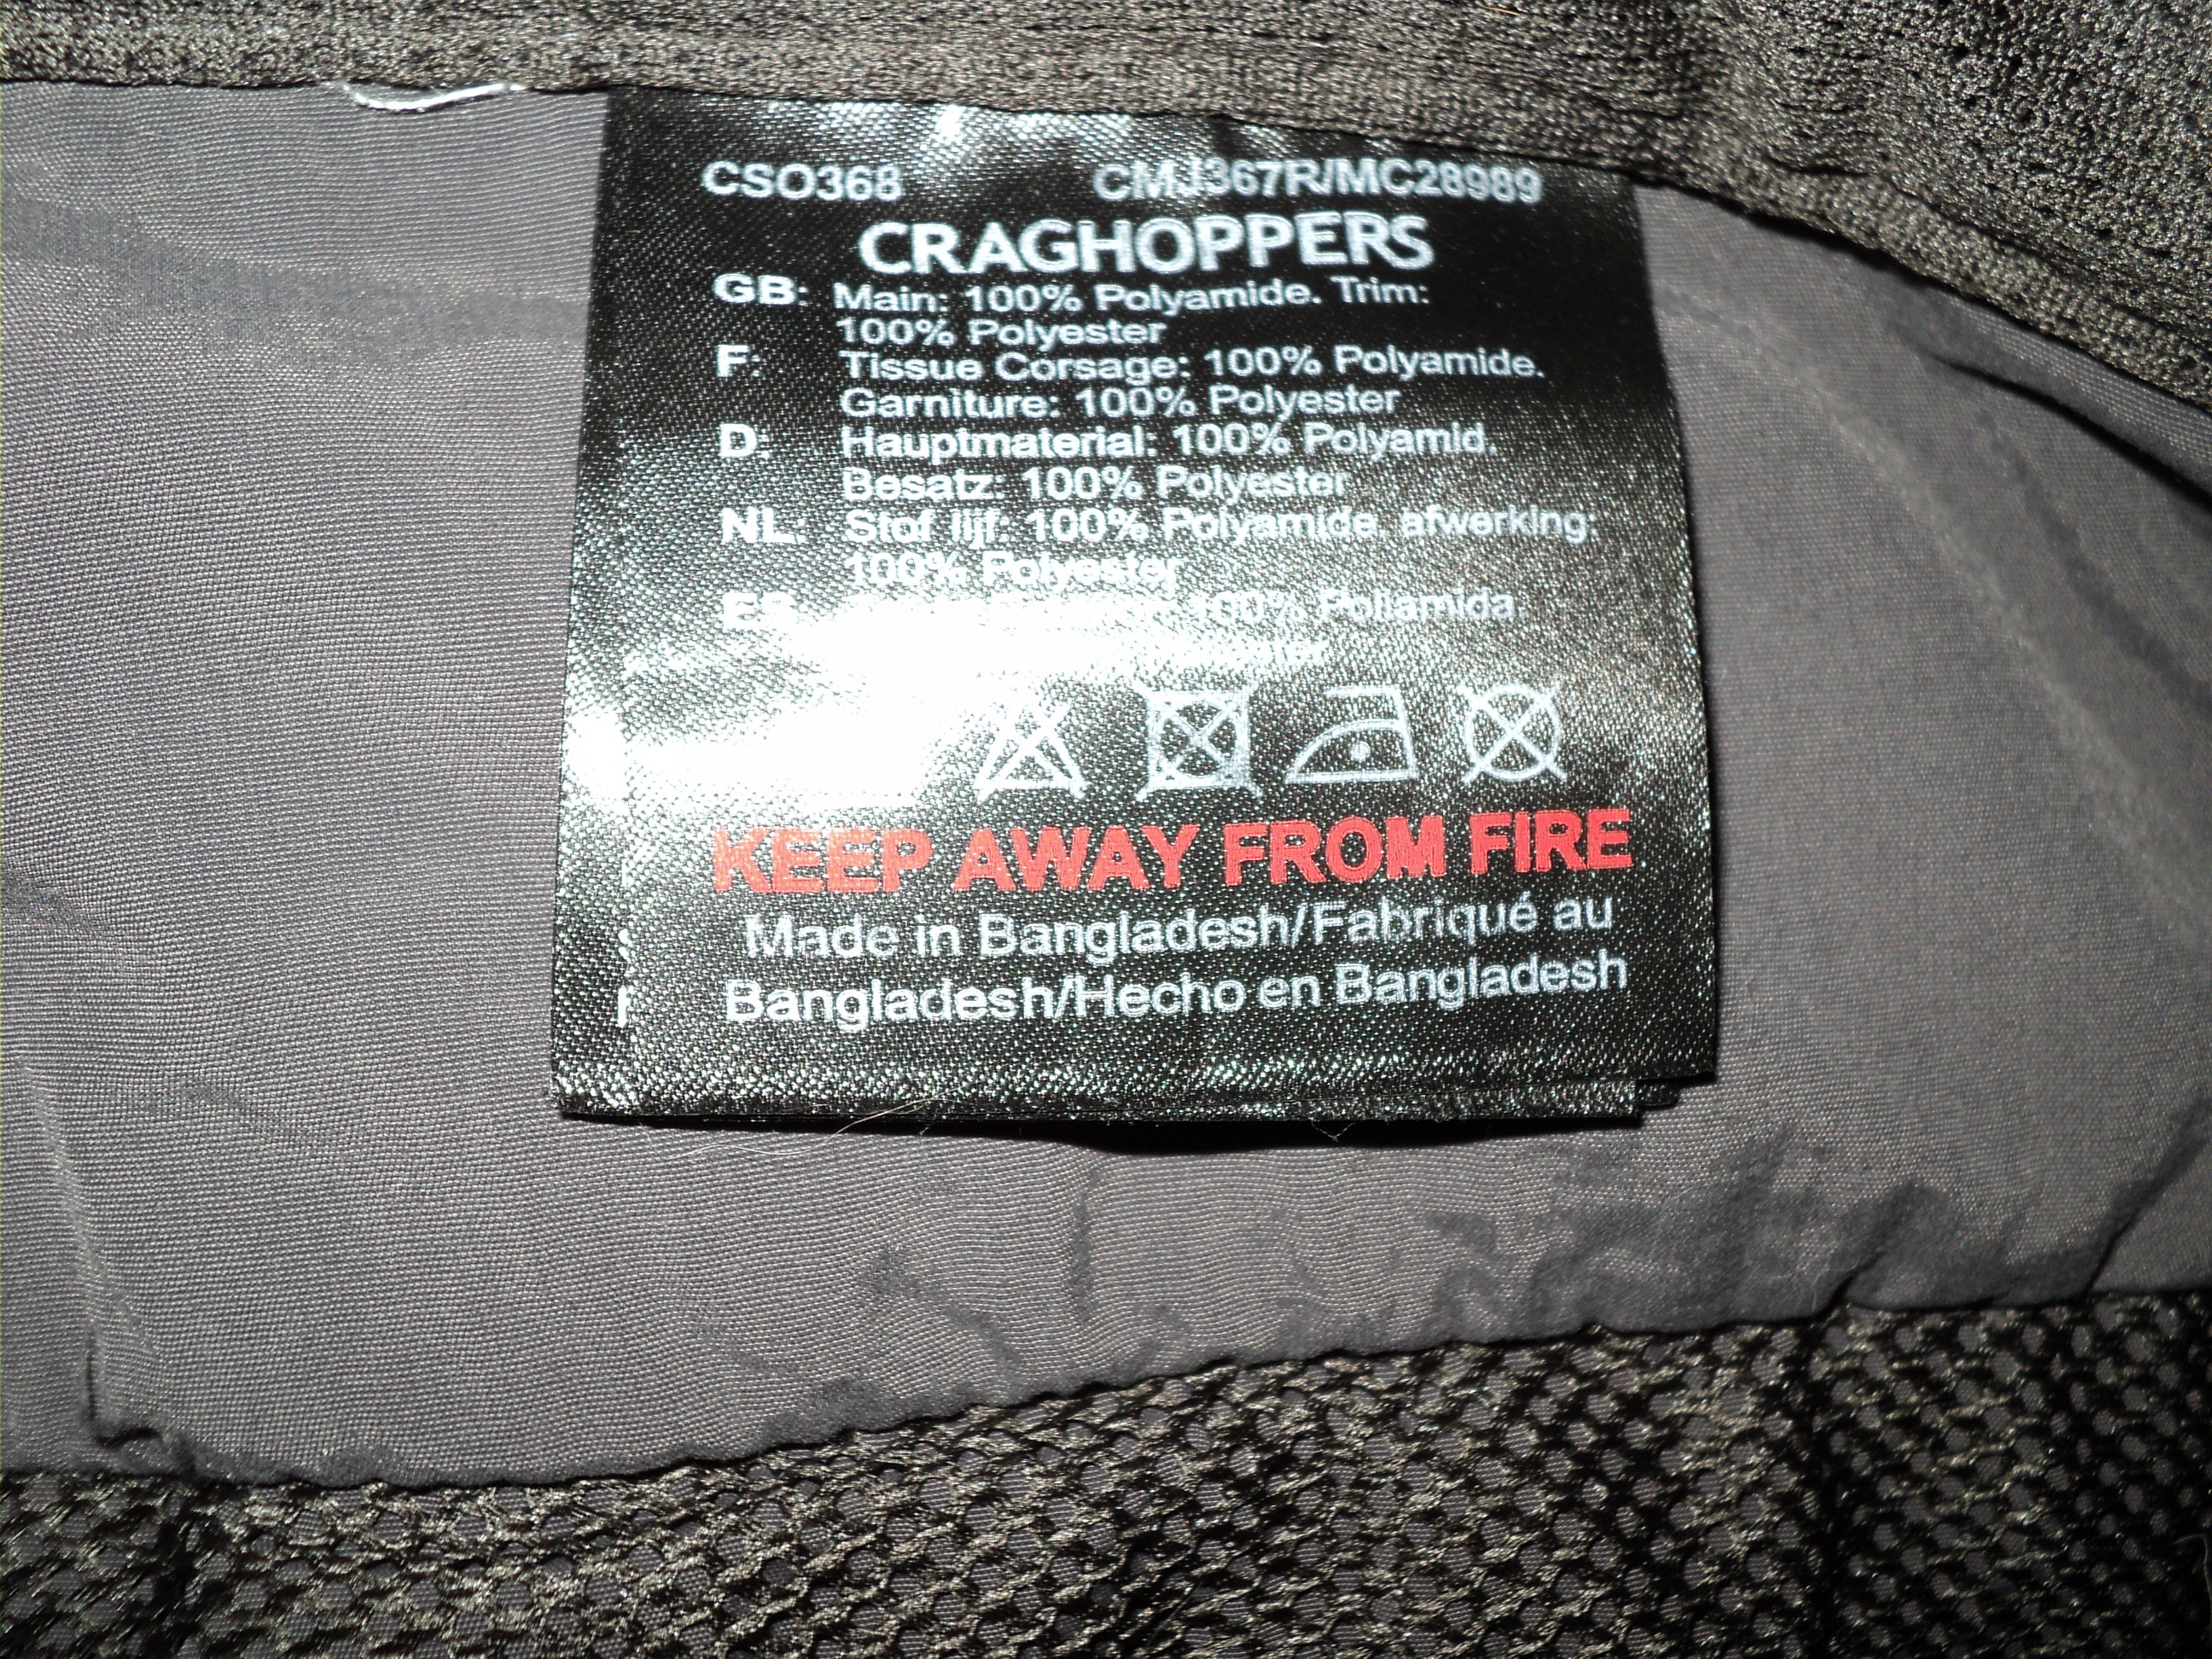 CSO368 CMJ367R/MC28989
CRAGHOPPERS
GB: Main: 100% Polyamide. Trim:
100% Polyester
F: Tissue Corsage: 100% Polyamide.
Garniture: 100% Polyester
D: Hauptmaterial: 100% Polyamid.
Besatz: 100% Polyester
NL: Stof lijf: 100% Polyamide, afwerking:
100% Polyester
ES 100% Poliamida.
KEEP AWAY FROM FIRE
Made in Bangladesh/Fabriqué au
Bangladesh/Hecho en Bangladesh